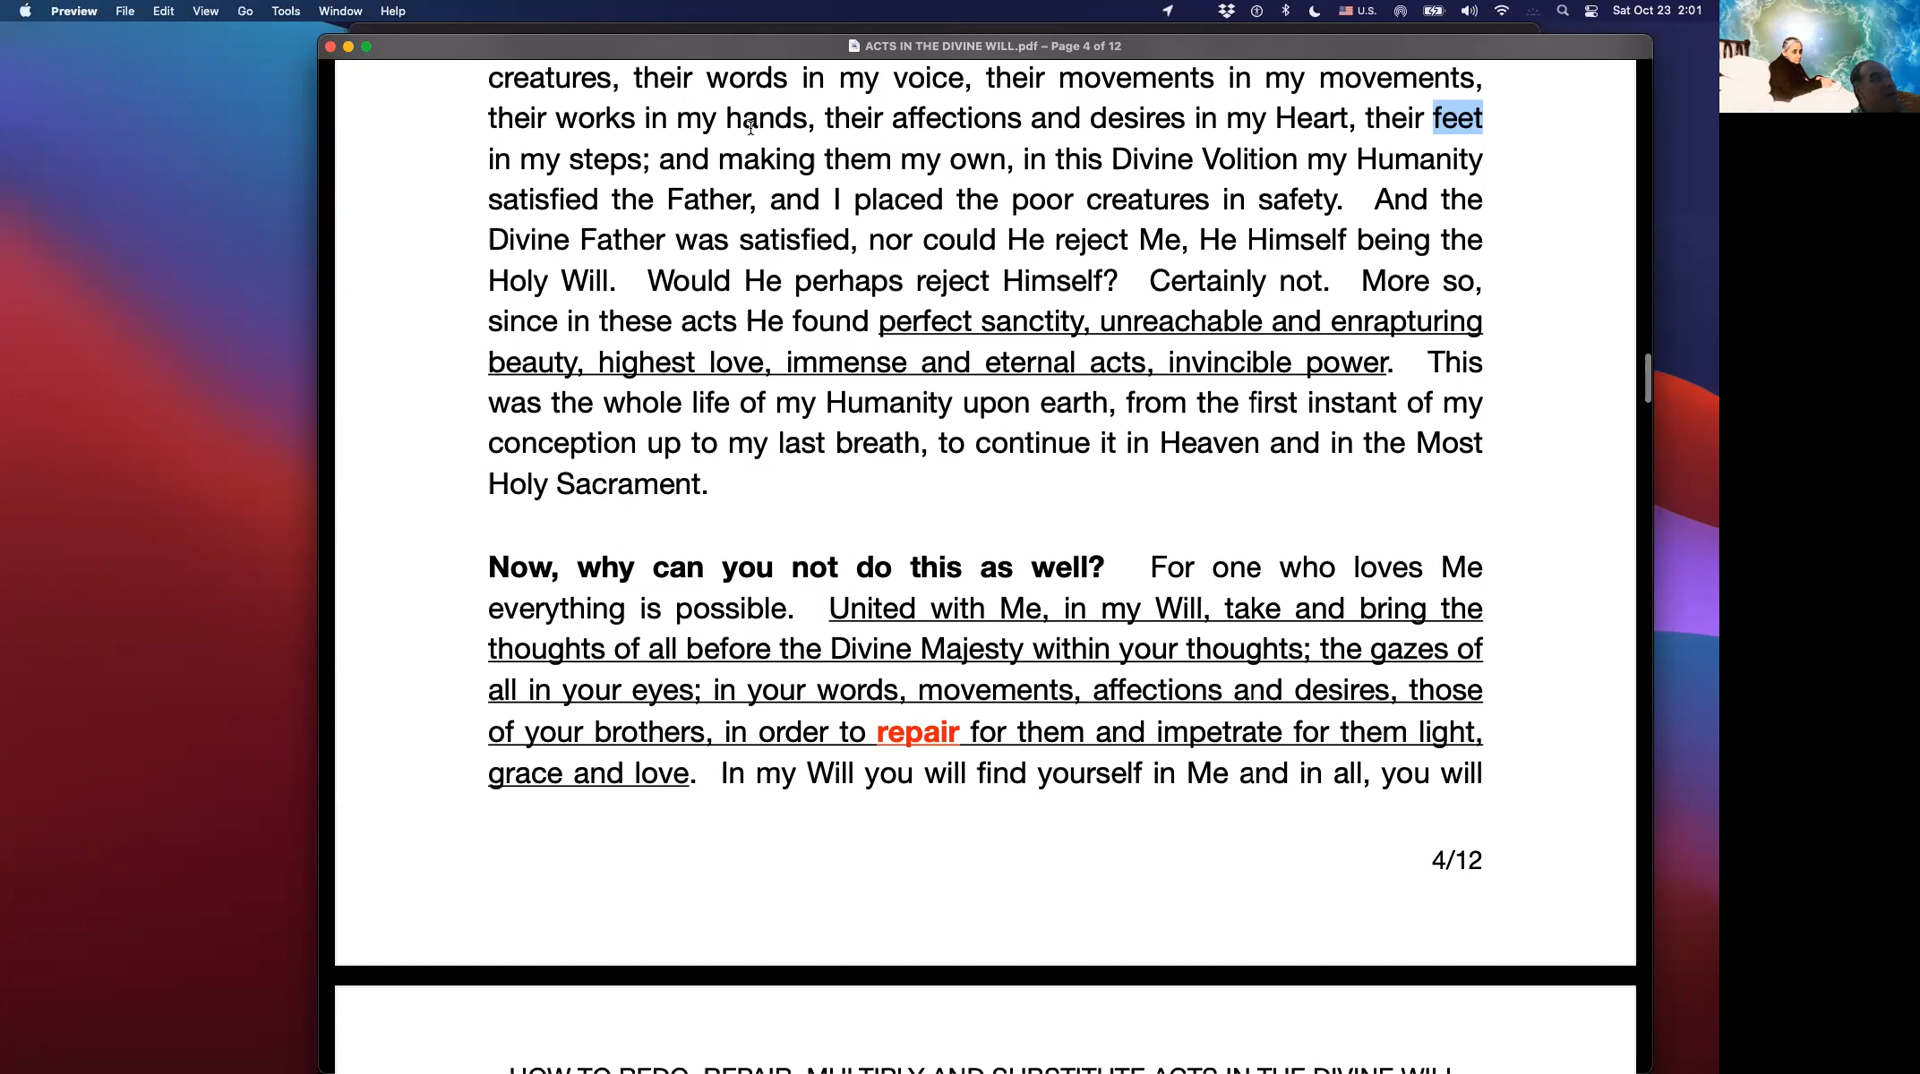 Preview File Edit View Go Tools Window Help U.S. Sat Oct 23 2:01
ACTS IN THE DIVINE WILL.pdf – Page 4 of 12
creatures, their words in my voice, their movements in my movements,
their works in my hands, their affections and desires in my Heart, their feet
in my steps; and making them my own, in this Divine Volition my Humanity
satisfied the Father, and I placed the poor creatures in safety. And the
Divine Father was satisfied, nor could He reject Me, He Himself being the
Holy Will. Would He perhaps reject Himself? Certainly not. More so,
since in these acts He found perfect sanctity, unreachable and enrapturing
beauty, highest love, immense and eternal acts, invincible power. This
was the whole life of my Humanity upon earth, from the first instant of my
conception up to my last breath, to continue it in Heaven and in the Most
Holy Sacrament.
Now, why can you not do this as well? For one who loves Me
everything is possible. United with Me, in my Will, take and bring the
thoughts of all before the Divine Majesty within your thoughts; the gazes of
all in your eyes; in your words, movements, affections and desires, those
of your brothers, in order to repair for them and impetrate for them light,
grace and love. In my Will you will find yourself in Me and in all, you will
4/12
HOW TO REDO, REPAIR, MULTIPLY AND SUBSTITUTE ACTS IN THE DIVINE WILL